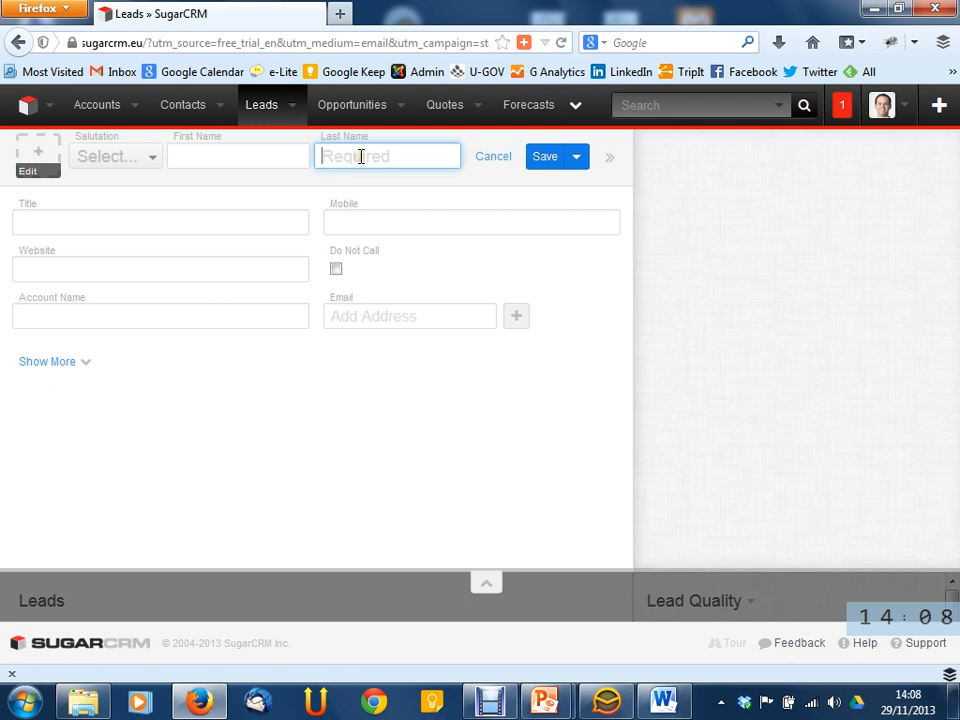 Firefox
Leads » SugarCRM
sugarcrm.eu/?utm_source=free_trial_en&utm_medium=email&utm_campaign=st
Google
Most Visited Inbox Google Calendar e-Lite Google Keep Admin U-GOV G Analytics LinkedIn TripIt Facebook Twitter All
Accounts Contacts Leads Opportunities Quotes Forecasts Search 1
Salutation First Name Last Name
Select... Required Cancel Save
Edit
Title Mobile
Website Do Not Call
Account Name Email
Add Address
Show More
Leads Lead Quality
14:08
SUGARCRM © 2004-2013 SugarCRM Inc. Tour Feedback Help Support
14:08
29/11/2013